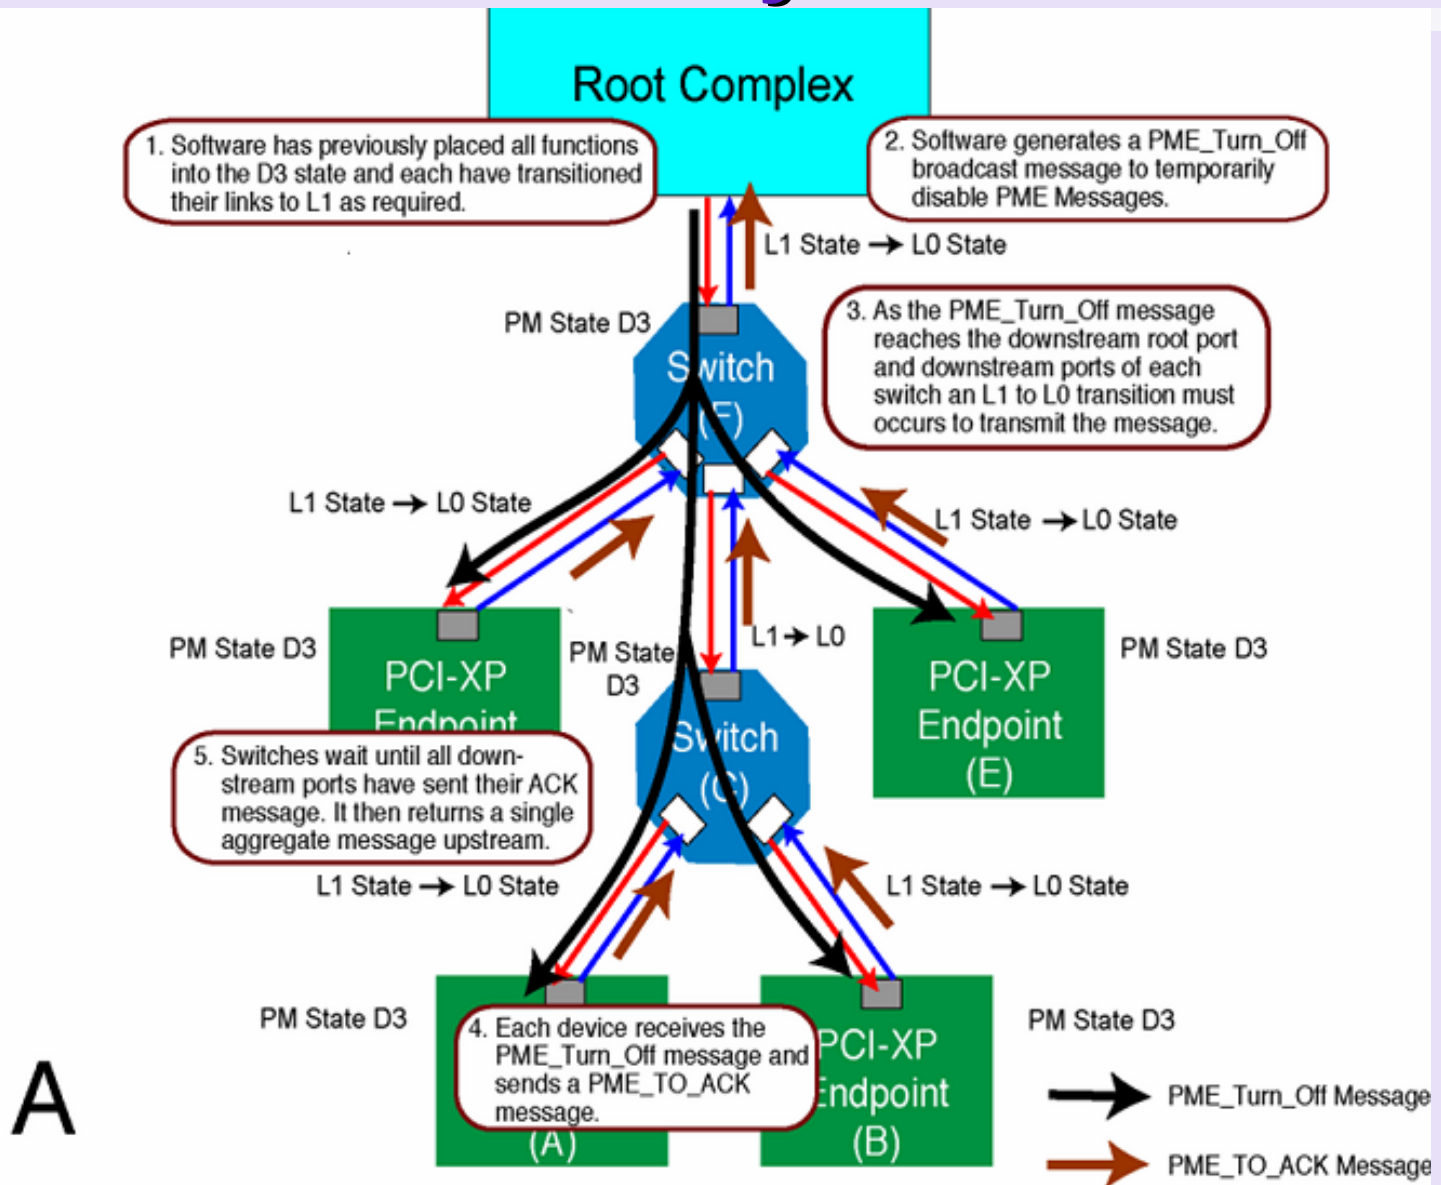 Root Complex
1. Software has previously placed all functions
into the D3 state and each have transitioned
their links to L1 as required.
2. Software generates a PME_Turn_Off
broadcast message to temporarily
disable PME Messages.
L1 State → L0 State
PM State D3
Switch
(F)
3. As the PME_Turn_Off message
reaches the downstream root port
and downstream ports of each
switch an L1 to L0 transition must
occurs to transmit the message.
L1 State → L0 State
L1 State → L0 State
PM State D3
PCI-XP
Endpoint
PM State
D3
L1→ L0
PCI-XP
Endpoint
(E)
PM State D3
Switch
(C)
5. Switches wait until all down-
stream ports have sent their ACK
message. It then returns a single
aggregate message upstream.
L1 State → L0 State
L1 State → L0 State
PM State D3
4. Each device receives the
PME_Turn_Off message and
sends a PME_TO_ACK
message.
(A)
PCI-XP
Endpoint
(B)
PM State D3
A
PME_Turn_Off Message
PME_TO_ACK Message